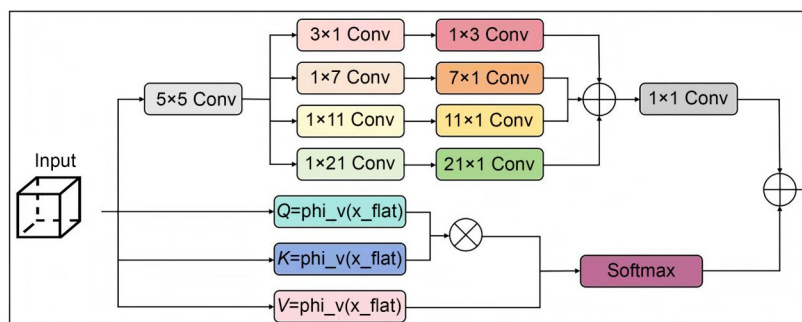 3×1 Conv
1×3 Conv
1×7 Conv
7×1 Conv
5×5 Conv
1×1 Conv
1×11 Conv
11×1 Conv
1×21 Conv
21×1 Conv
Input
Q=phi_v(x_flat)
K=phi_v(x_flat)
Softmax
V=phi_v(x_flat)